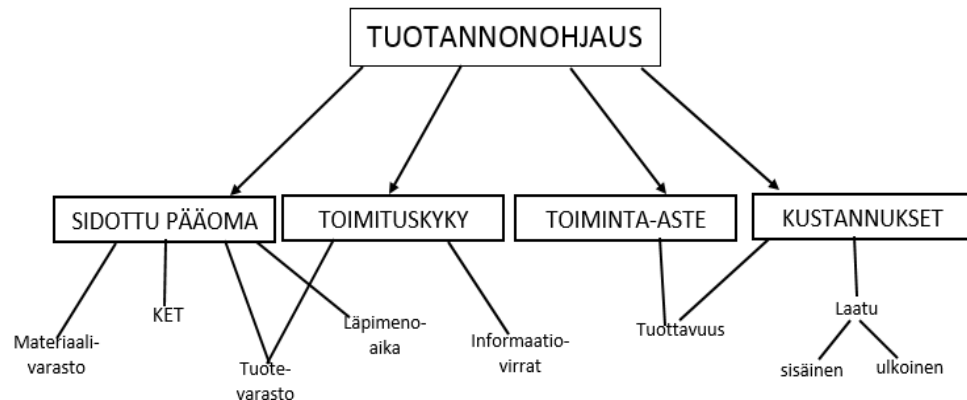 TUOTANNONOHJAUS
SIDOTTU PÄÄOMA
TOIMITUSKYKY
TOIMINTA-ASTE
KUSTANNUKSET
Materiaali-
varasto
KET
Tuote-
varasto
Läpimeno-
aika
Informaatio-
virrat
Tuottavuus
Laatu
sisäinen
ulkoinen